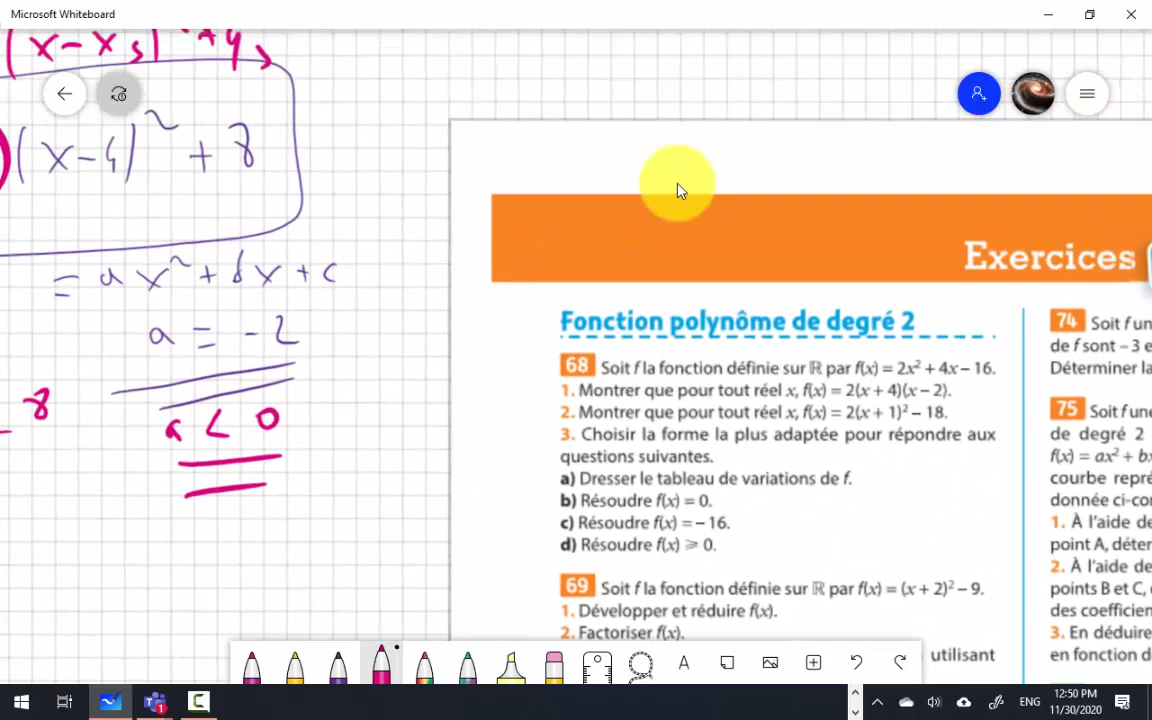 Microsoft Whiteboard
(x-xs)² + ys
(x-4)² + 8
= ax² + bx + c
a = -2
8
a < 0
Exercices
Fonction polynôme de degré 2
68 Soit f la fonction définie sur ℝ par f(x) = 2x² + 4x – 16.
1. Montrer que pour tout réel x, f(x) = 2(x + 4)(x – 2).
2. Montrer que pour tout réel x, f(x) = 2(x + 1)² – 18.
3. Choisir la forme la plus adaptée pour répondre aux
questions suivantes.
a) Dresser le tableau de variations de f.
b) Résoudre f(x) = 0.
c) Résoudre f(x) = – 16.
d) Résoudre f(x) ⩾ 0.
69 Soit f la fonction définie sur ℝ par f(x) = (x + 2)² – 9.
1. Développer et réduire f(x).
2. Factoriser f(x).
utilisant
74 Soit f un
de f sont – 3 e
Déterminer la
75 Soit f un
de degré 2
f(x) = ax² + b
courbe repré
donnée ci-co
1. À l'aide de
point A, déter
2. À l'aide de
points B et C,
des coefficien
3. En déduire
en fonction d
1
ENG
12:50 PM
11/30/2020